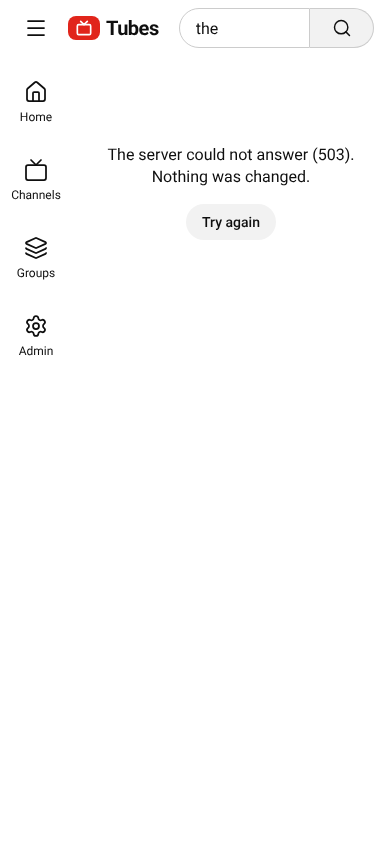 Tubes
the
Home
Channels
Groups
Admin
The server could not answer (503).
Nothing was changed.
Try again